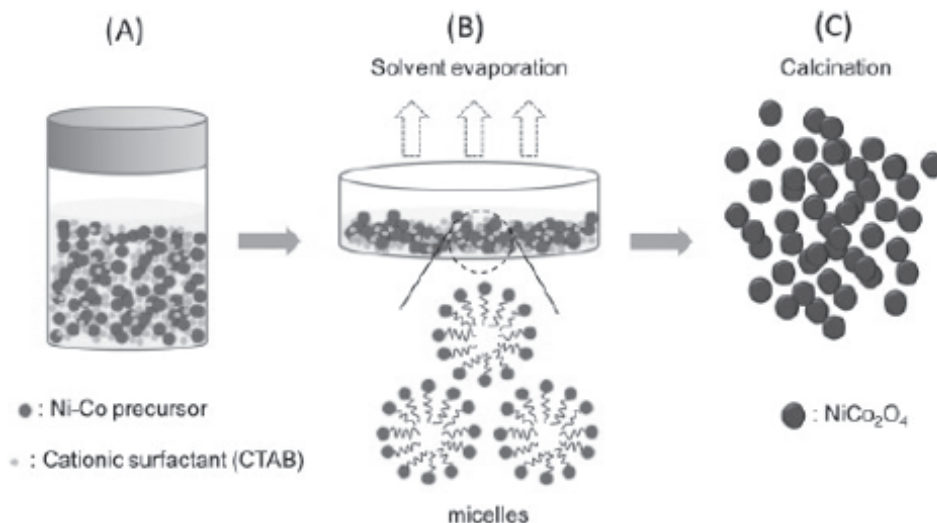 (A)
(B)
(C)
Solvent evaporation
Calcination
: Ni-Co precursor
: Cationic surfactant (CTAB)
micelles
: NiCo₂O₄